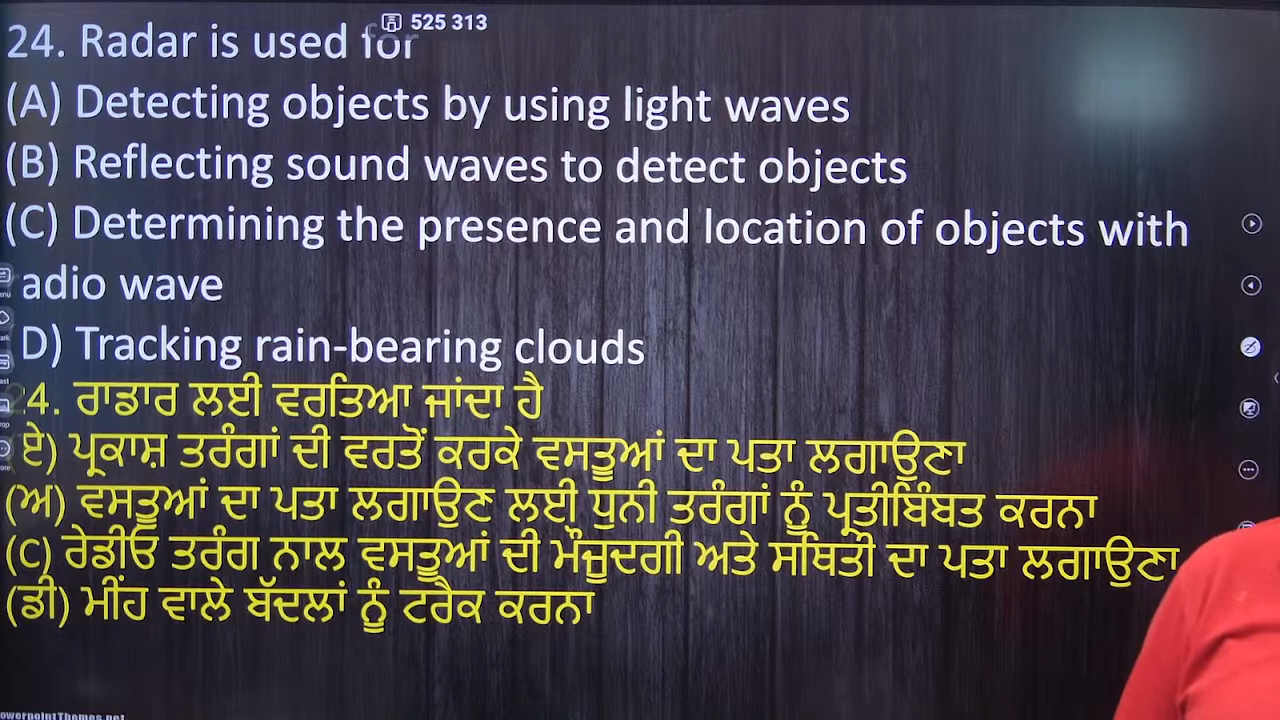 525 313
24. Radar is used for
(A) Detecting objects by using light waves
(B) Reflecting sound waves to detect objects
(C) Determining the presence and location of objects with
adio wave
D) Tracking rain-bearing clouds
24. ਰਾਡਾਰ ਲਈ ਵਰਤਿਆ ਜਾਂਦਾ ਹੈ
ਏ) ਪ੍ਰਕਾਸ਼ ਤਰੰਗਾਂ ਦੀ ਵਰਤੋਂ ਕਰਕੇ ਵਸਤੂਆਂ ਦਾ ਪਤਾ ਲਗਾਉਣਾ
(ਅ) ਵਸਤੂਆਂ ਦਾ ਪਤਾ ਲਗਾਉਣ ਲਈ ਧੁਨੀ ਤਰੰਗਾਂ ਨੂੰ ਪ੍ਰਤੀਬਿੰਬਤ ਕਰਨਾ
(C) ਰੇਡੀਓ ਤਰੰਗ ਨਾਲ ਵਸਤੂਆਂ ਦੀ ਮੌਜੂਦਗੀ ਅਤੇ ਸਥਿਤੀ ਦਾ ਪਤਾ ਲਗਾਉਣਾ
(ਡੀ) ਮੀਂਹ ਵਾਲੇ ਬੱਦਲਾਂ ਨੂੰ ਟਰੈਕ ਕਰਨਾ
owerpointThemes.net